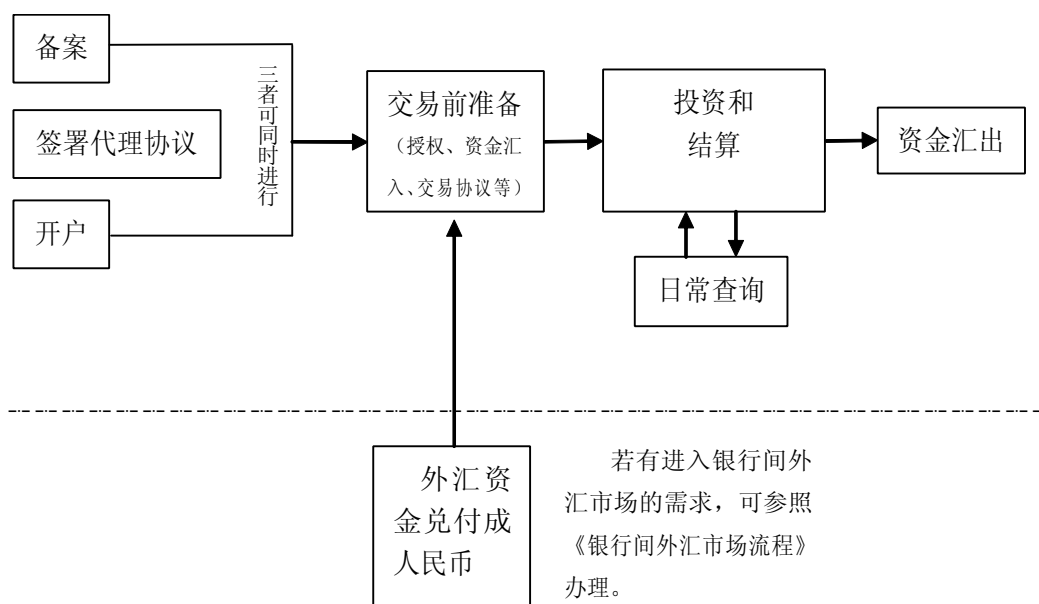 备案
签署代理协议
开户
三者可同时进行
交易前准备
（授权、资金汇
入、交易协议等）
投资和
结算
资金汇出
日常查询
外汇资
金兑付成
人民币
若有进入银行间外
汇市场的需求，可参照
《银行间外汇市场流程》
办理。